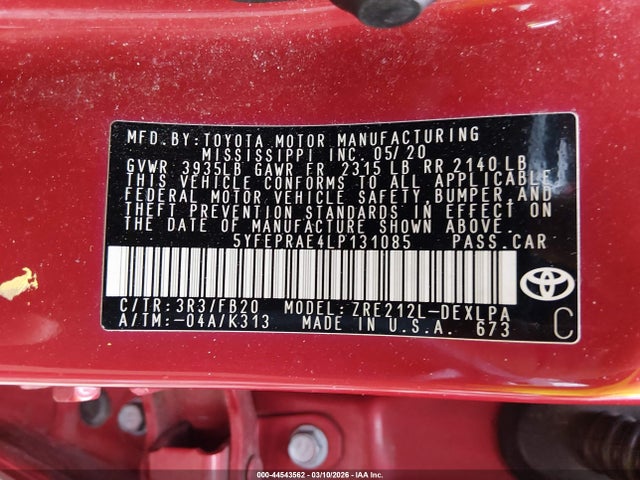 MFD. BY: TOYOTA MOTOR MANUFACTURING
MISSISSIPPI INC. 05/20
GVWR 3935LB GAWR FR 2315 LB RR 2140 LB
THIS VEHICLE CONFORMS TO ALL APPLICABLE
FEDERAL MOTOR VEHICLE SAFETY, BUMPER, AND
THEFT PREVENTION STANDARDS IN EFFECT ON
THE DATE OF MANUFACTURE SHOWN ABOVE.
5YFEPRAE4LP131085 PASS. CAR
C/TR: 3R3/FB20 MODEL: ZRE212L-DEXLPA
A/TM: -04A/K313 MADE IN U.S.A. 673
TOYOTA
C
000-44543562 - 03/10/2026 - IAA Inc.